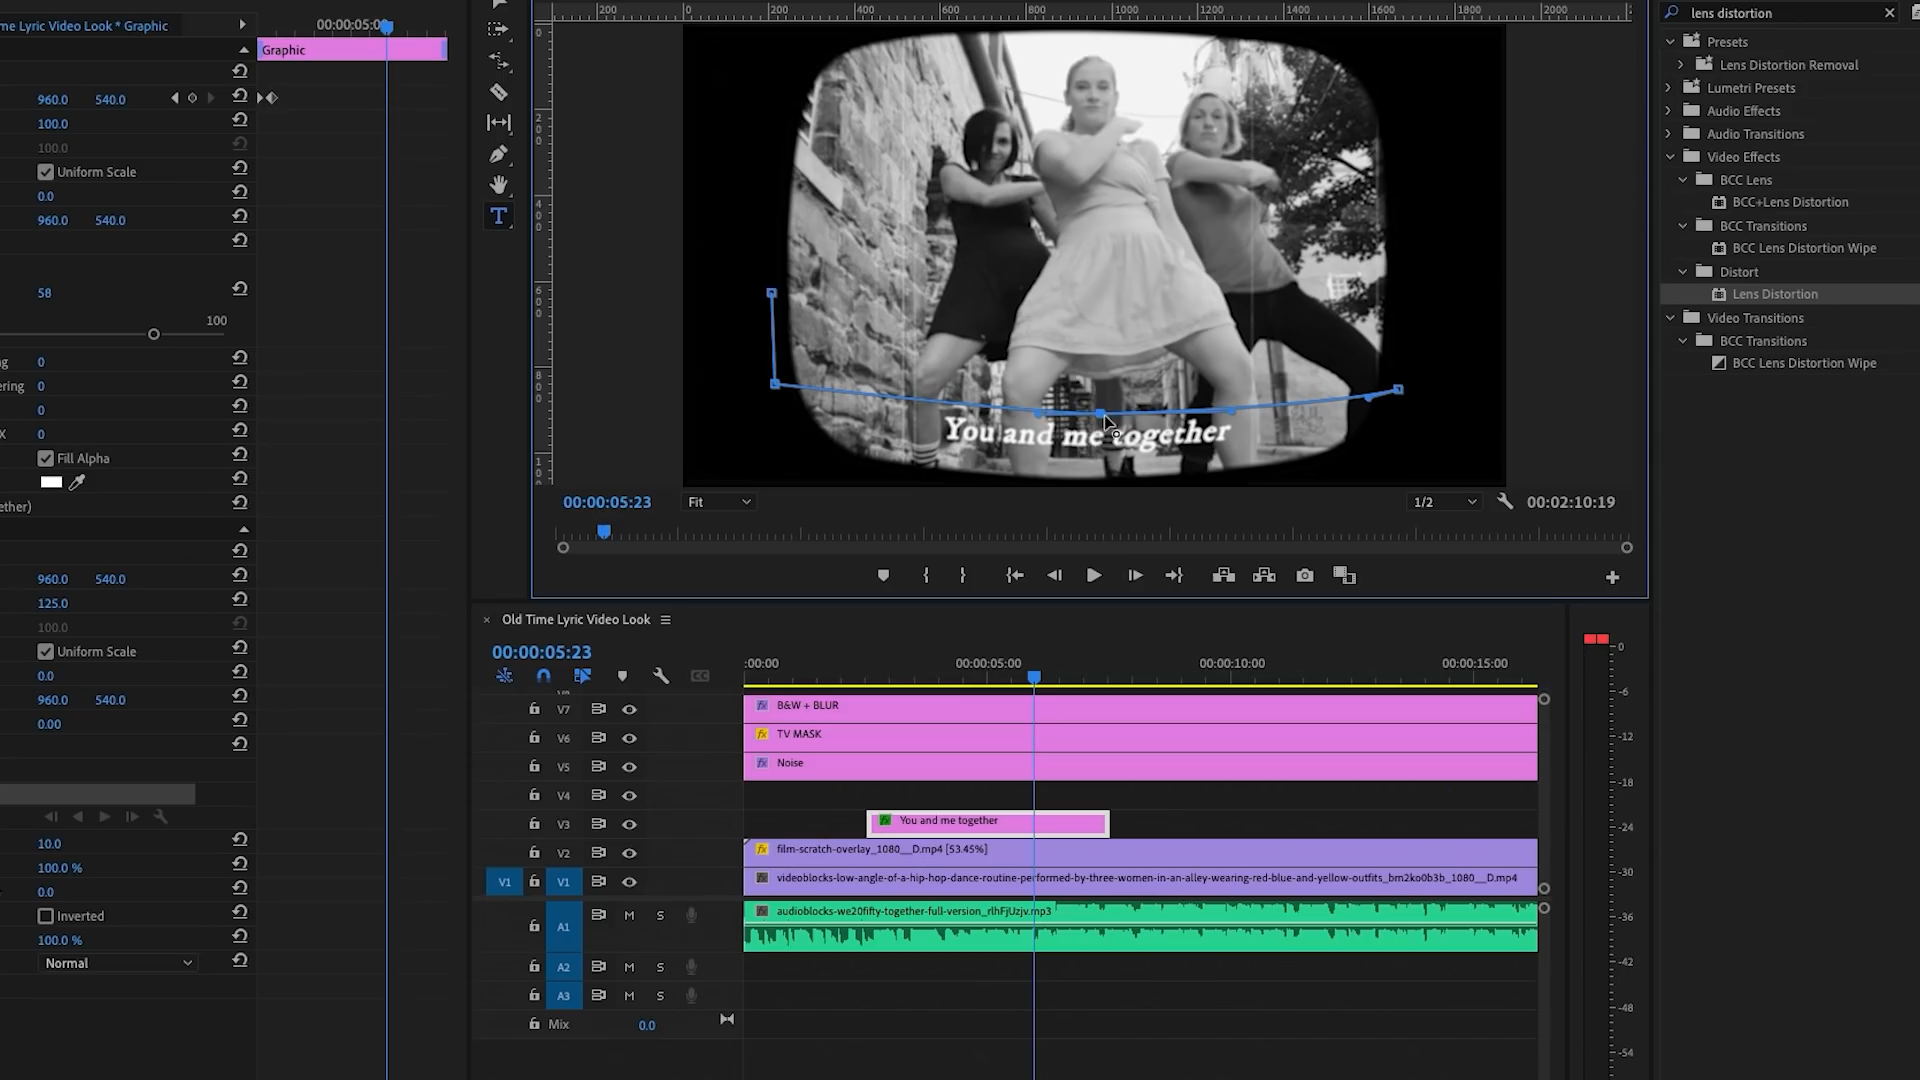 me Lyric Video Look * Graphic
00:00:05:00
Graphic
960.0 540.0
100.0
100.0
Uniform Scale
0.0
960.0 540.0
58
100
0
0
0
X 0
Fill Alpha
960.0 540.0
125.0
100.0
Uniform Scale
0.0
960.0 540.0
0.00
10.0
100.0 %
0.0
Inverted
100.0 %
Normal
200 0 200 400 600 800 1000 1200 1400 1600 1800 2000
You and me together
00:00:05:23
Fit
1/2
00:02:10:19
Old Time Lyric Video Look
00:00:05:23
:00:00
00:00:05:00
00:00:10:00
00:00:15:00
V7
B&W + BLUR
V6
TV MASK
V5
Noise
V4
V3
You and me together
V2
film-scratch-overlay_1080__D.mp4 [53.45%]
V1 V1
videoblocks-low-angle-of-a-hip-hop-dance-routine-performed-by-three-women-in-an-alley-wearing-red-blue-and-yellow-outfits_bm2ko0b3b_1080__D.mp4
A1 M S
audioblocks-we20fifty-together-full-version_rlhFjUzjv.mp3
A2 M S
A3 M S
Mix 0.0
0
-6
-12
-18
-24
-30
-36
-42
-48
-54
lens distortion
Presets
Lens Distortion Removal
Lumetri Presets
Audio Effects
Audio Transitions
Video Effects
BCC Lens
BCC+Lens Distortion
BCC Transitions
BCC Lens Distortion Wipe
Distort
Lens Distortion
Video Transitions
BCC Transitions
BCC Lens Distortion Wipe